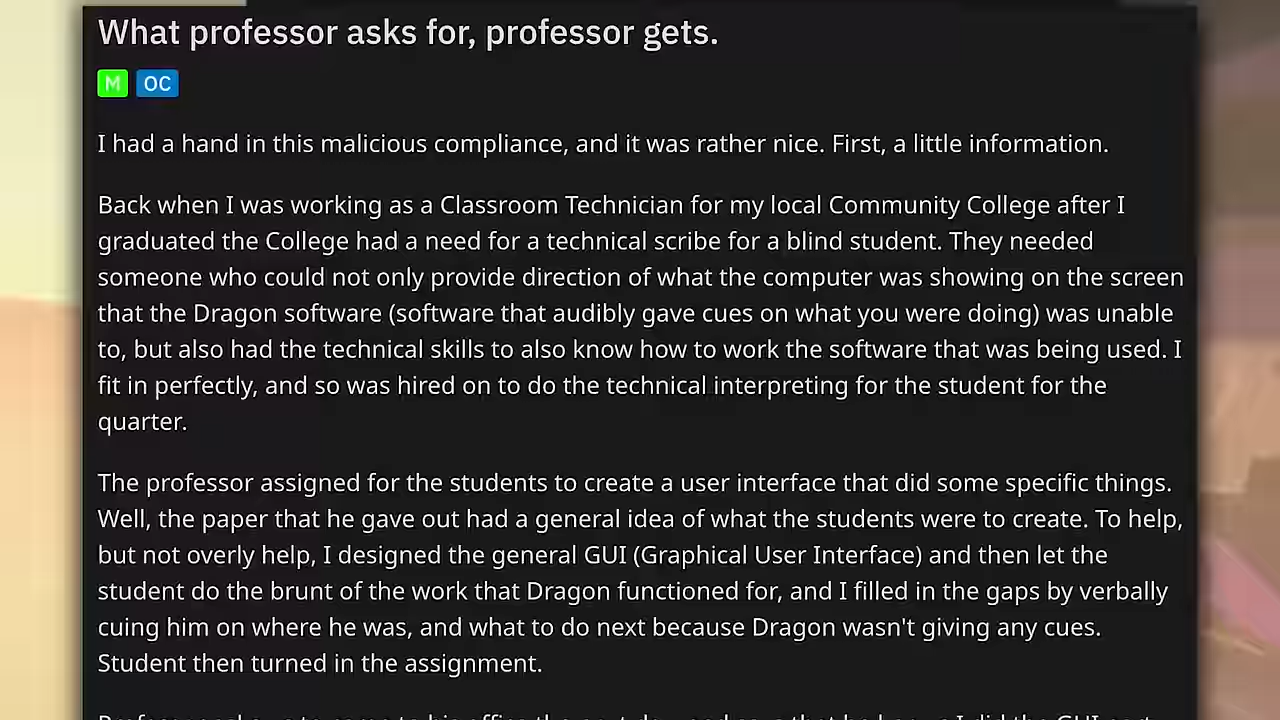 What professor asks for, professor gets.
M OC
I had a hand in this malicious compliance, and it was rather nice. First, a little information.
Back when I was working as a Classroom Technician for my local Community College after I
graduated the College had a need for a technical scribe for a blind student. They needed
someone who could not only provide direction of what the computer was showing on the screen
that the Dragon software (software that audibly gave cues on what you were doing) was unable
to, but also had the technical skills to also know how to work the software that was being used. I
fit in perfectly, and so was hired on to do the technical interpreting for the student for the
quarter.
The professor assigned for the students to create a user interface that did some specific things.
Well, the paper that he gave out had a general idea of what the students were to create. To help,
but not overly help, I designed the general GUI (Graphical User Interface) and then let the
student do the brunt of the work that Dragon functioned for, and I filled in the gaps by verbally
cuing him on where he was, and what to do next because Dragon wasn't giving any cues.
Student then turned in the assignment.